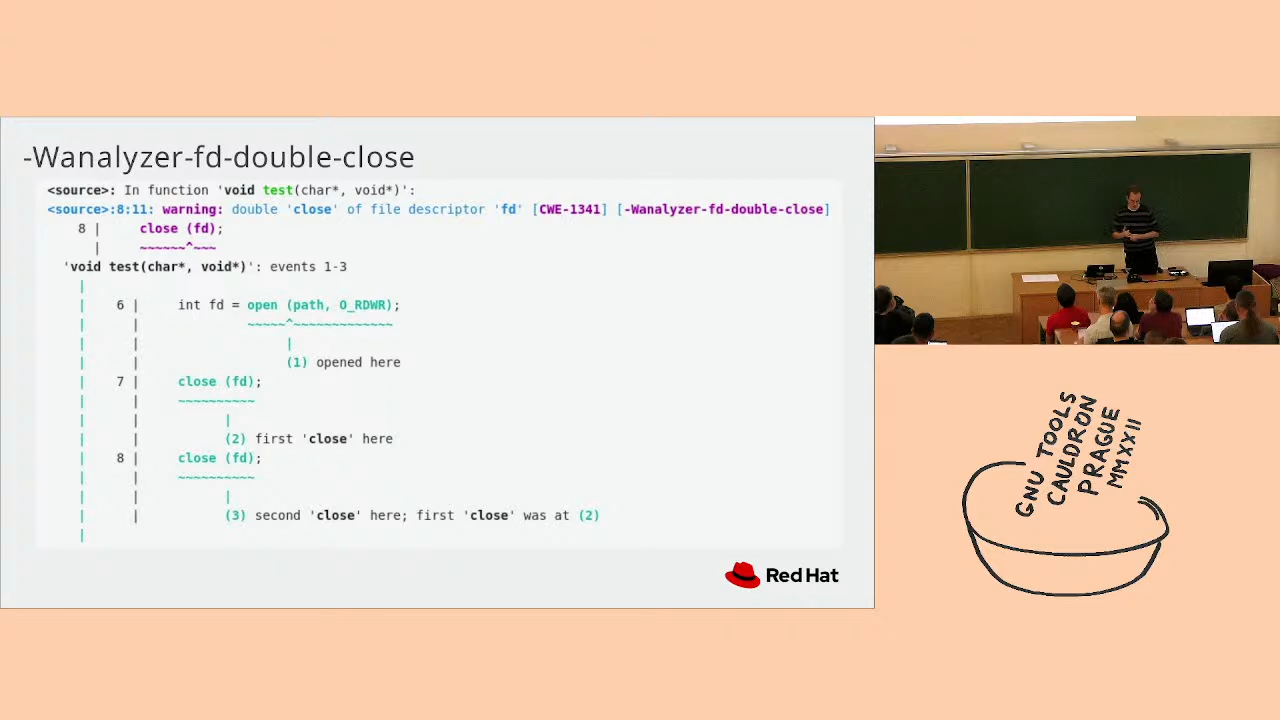 -Wanalyzer-fd-double-close
<source>: In function 'void test(char*, void*)':
<source>:8:11: warning: double 'close' of file descriptor 'fd' [CWE-1341] [-Wanalyzer-fd-double-close]
8 | close (fd);
| ~~~~~~^~~~
'void test(char*, void*)': events 1-3
|
| 6 | int fd = open (path, O_RDWR);
| | ~~~~~^~~~~~~~~~~~~~
| | |
| | (1) opened here
| 7 | close (fd);
| | ~~~~~~~~~~
| | |
| | (2) first 'close' here
| 8 | close (fd);
| | ~~~~~~~~~~
| | |
| | (3) second 'close' here; first 'close' was at (2)
|
Red Hat
GNU TOOLS
CAULDRON
PRAGUE
MMXXII